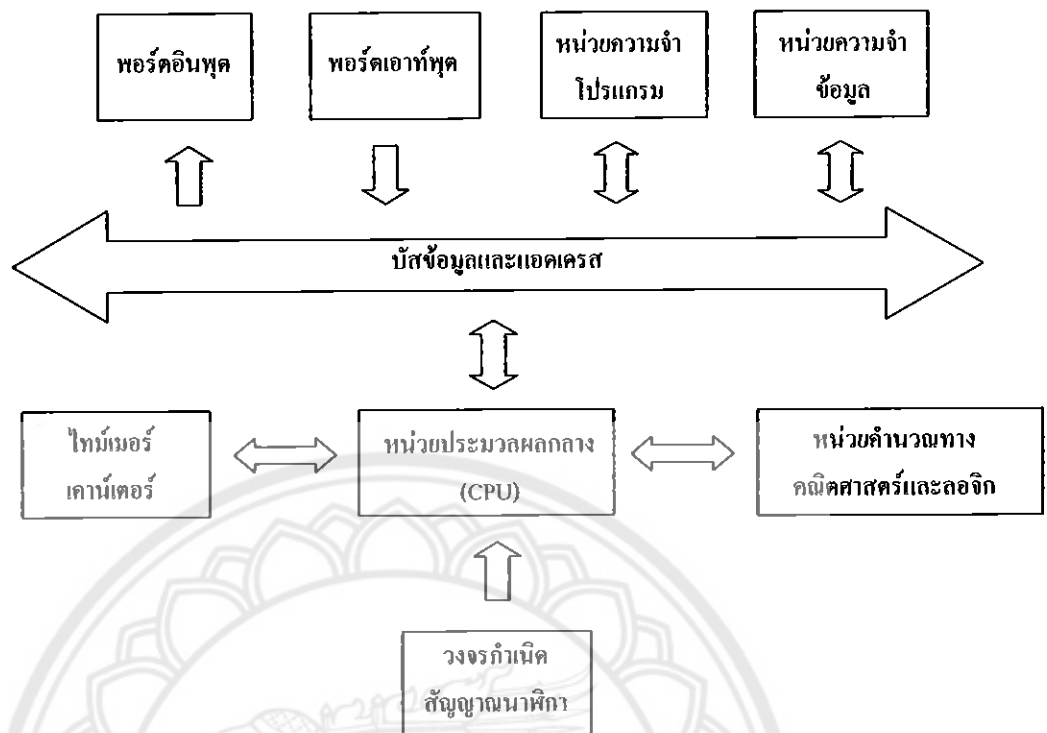 พอร์ตอินพุต
พอร์ตเอาท์พุต
หน่วยความจำ
โปรแกรม
หน่วยความจำ
ข้อมูล
บัสข้อมูลและแอดเดรส
ไทม์เมอร์
เคาน์เตอร์
หน่วยประมวลผลกลาง
(CPU)
หน่วยคำนวณทาง
คณิตศาสตร์และลอจิก
วงจรกำเนิด
สัญญาณนาฬิกา